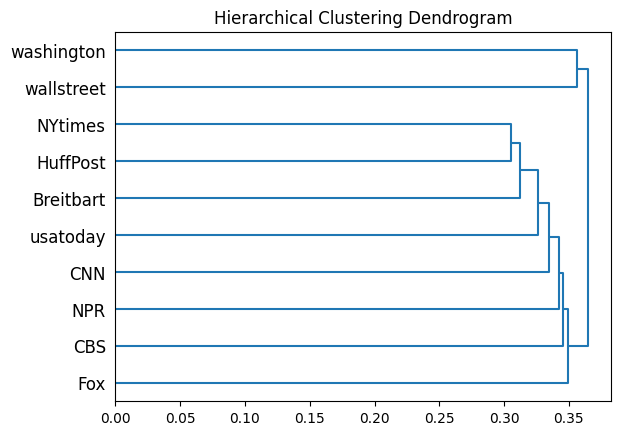 Hierarchical Clustering Dendrogram
washington
wallstreet
NYtimes
HuffPost
Breitbart
usatoday
CNN
NPR
CBS
Fox
0.00 0.05 0.10 0.15 0.20 0.25 0.30 0.35